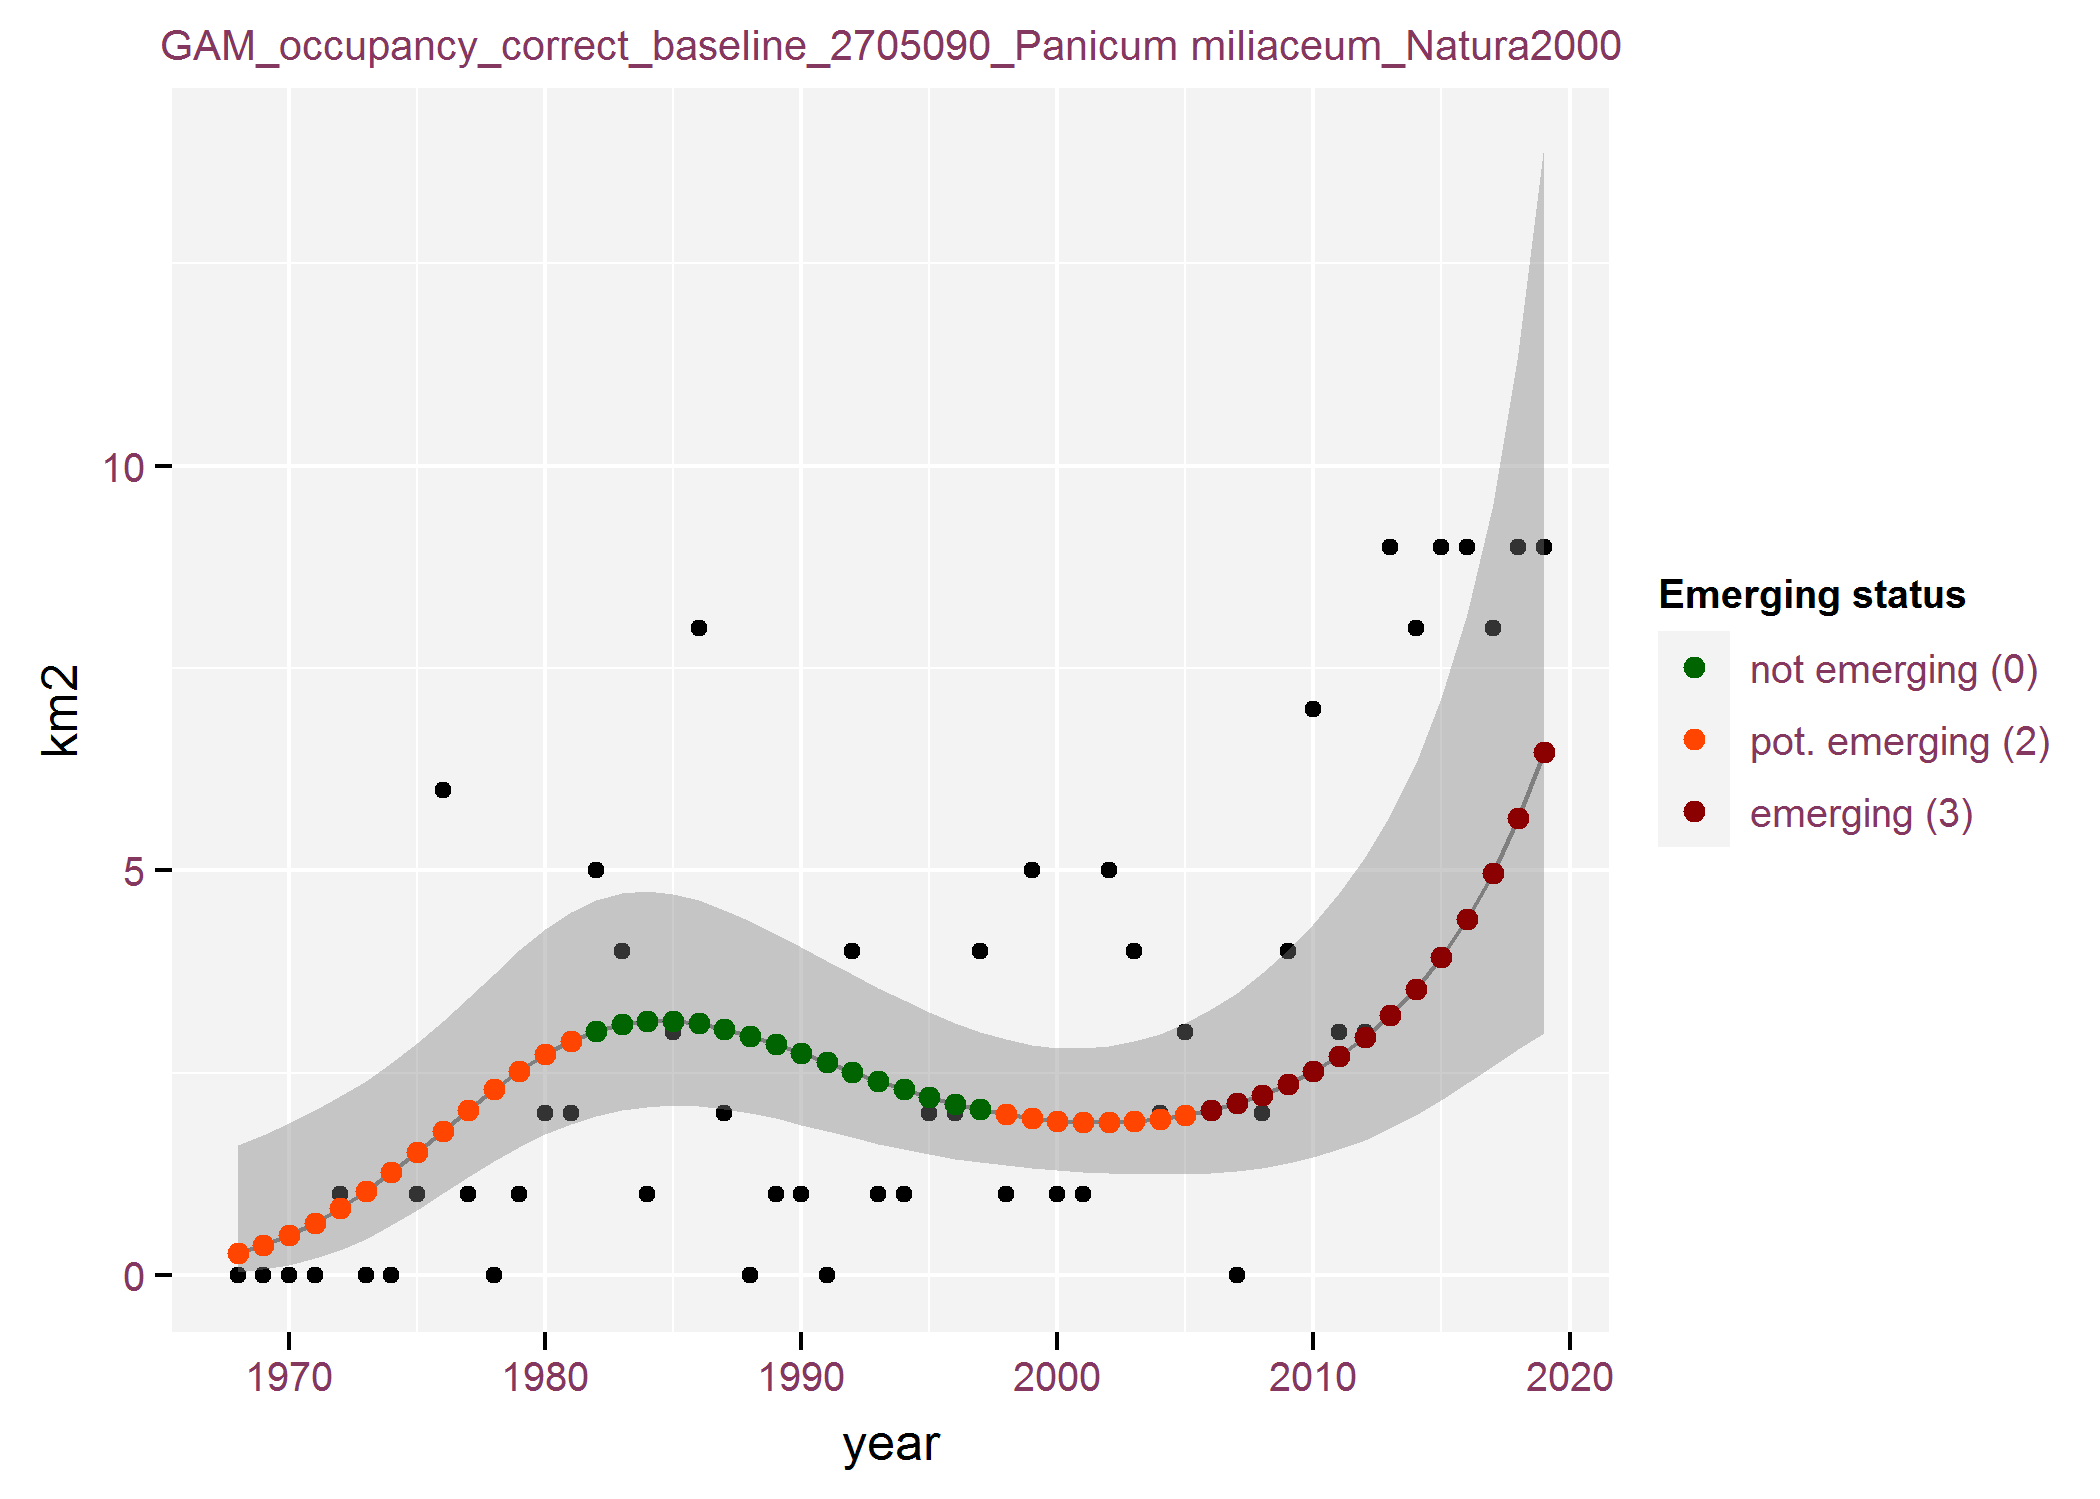 GAM_occupancy_correct_baseline_2705090_Panicum miliaceum_Natura2000
10
5
0
km2
1970 1980 1990 2000 2010 2020
year
Emerging status
not emerging (0)
pot. emerging (2)
emerging (3)